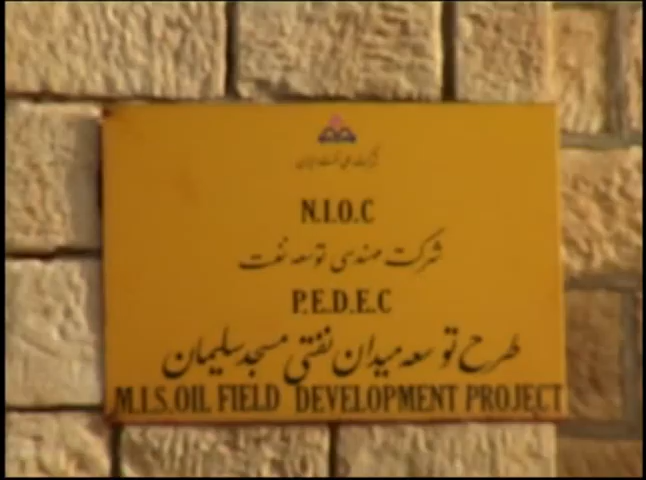 شرکت ملی نفت ایران
N.I.O.C
شرکت مهندسی توسعه نفت
P.E.D.E.C
طرح توسعه میدان نفتی مسجد سلیمان
M.I.S.OIL FIELD DEVELOPMENT PROJECT